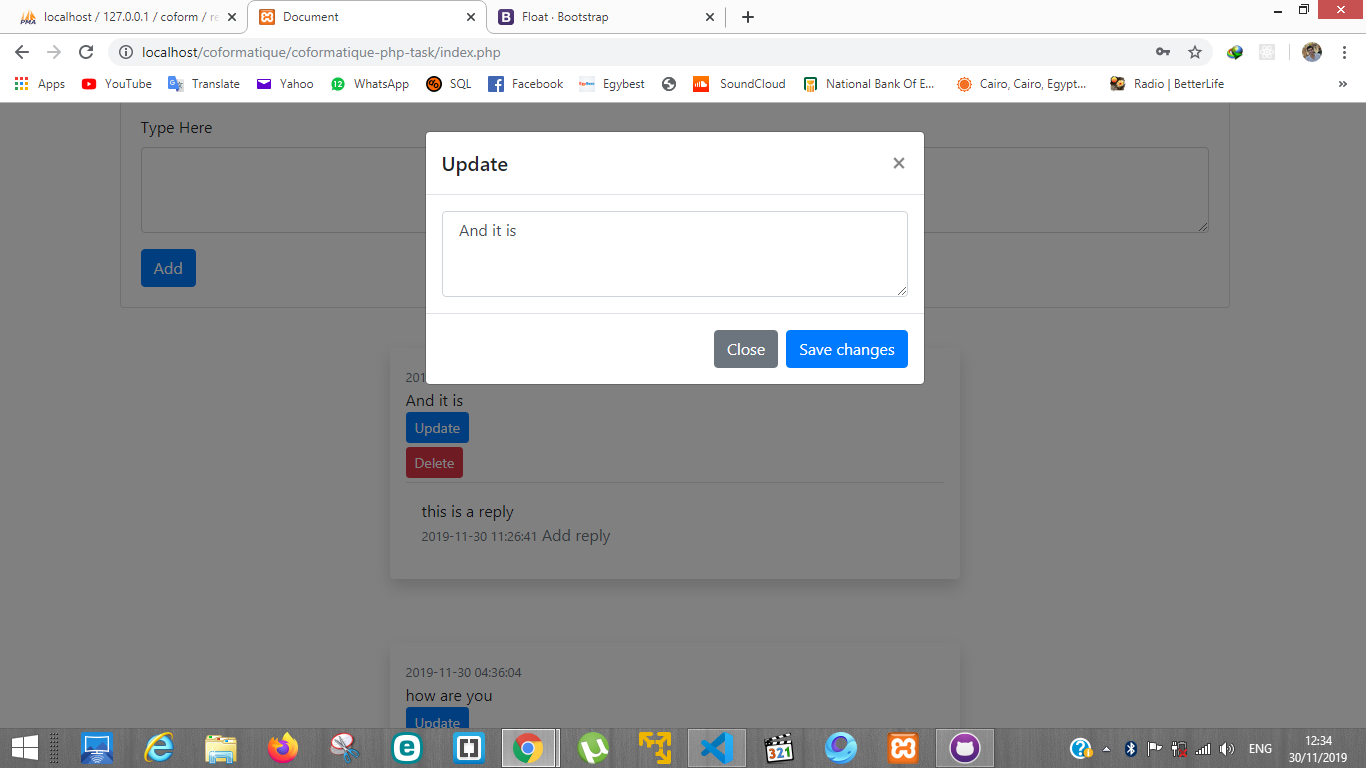 localhost / 127.0.0.1 / coform / re
Document
Float · Bootstrap
localhost/coformatique/coformatique-php-task/index.php
Apps
YouTube
Translate
Yahoo
12
WhatsApp
SQL
Facebook
Egybest
SoundCloud
National Bank Of E...
Cairo, Cairo, Egypt...
Radio | BetterLife
»
Type Here
Add
Update
×
And it is
Close
Save changes
201
And it is
Update
Delete
this is a reply
2019-11-30 11:26:41 Add reply
2019-11-30 04:36:04
how are you
Update
321
ENG
12:34
30/11/2019